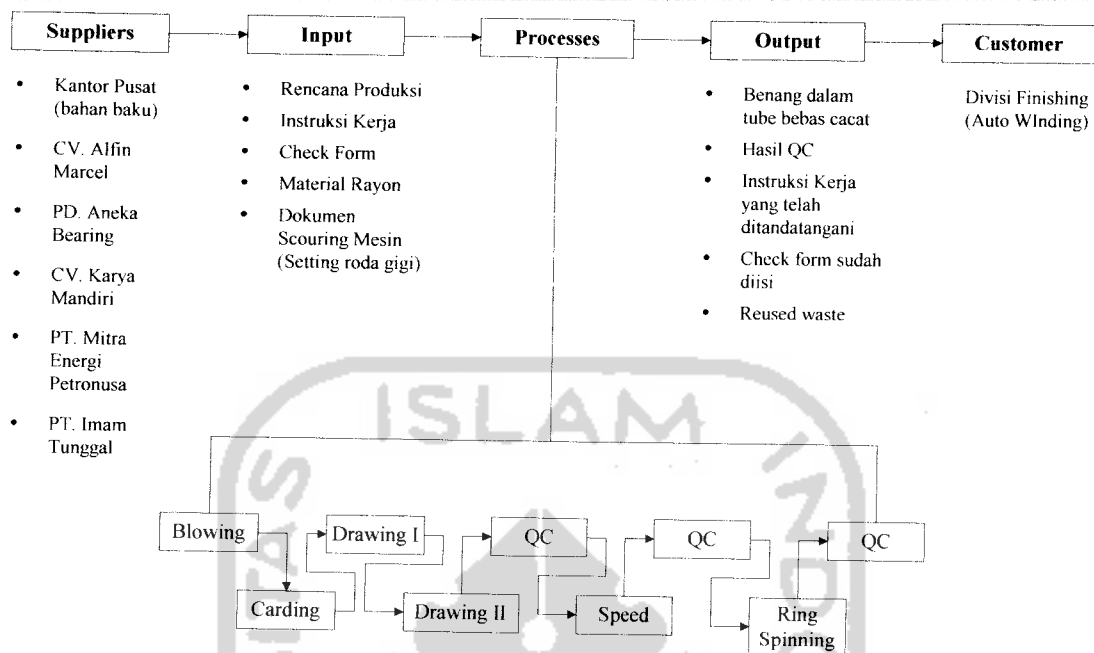 Suppliers
Input
Processes
Output
Customer
• Kantor Pusat
(bahan baku)
• CV. Alfin
Marcel
• PD. Aneka
Bearing
• CV. Karya
Mandiri
• PT. Mitra
Energi
Petronusa
• PT. Imam
Tunggal
• Rencana Produksi
• Instruksi Kerja
• Check Form
• Material Rayon
• Dokumen
Scouring Mesin
(Setting roda gigi)
• Benang dalam
tube bebas cacat
• Hasil QC
• Instruksi Kerja
yang telah
ditandatangani
• Check form sudah
diisi
• Reused waste
Divisi Finishing
(Auto WInding)
ISLAM
Blowing
Carding
Drawing I
Drawing II
QC
Speed
QC
Ring
Spinning
QC